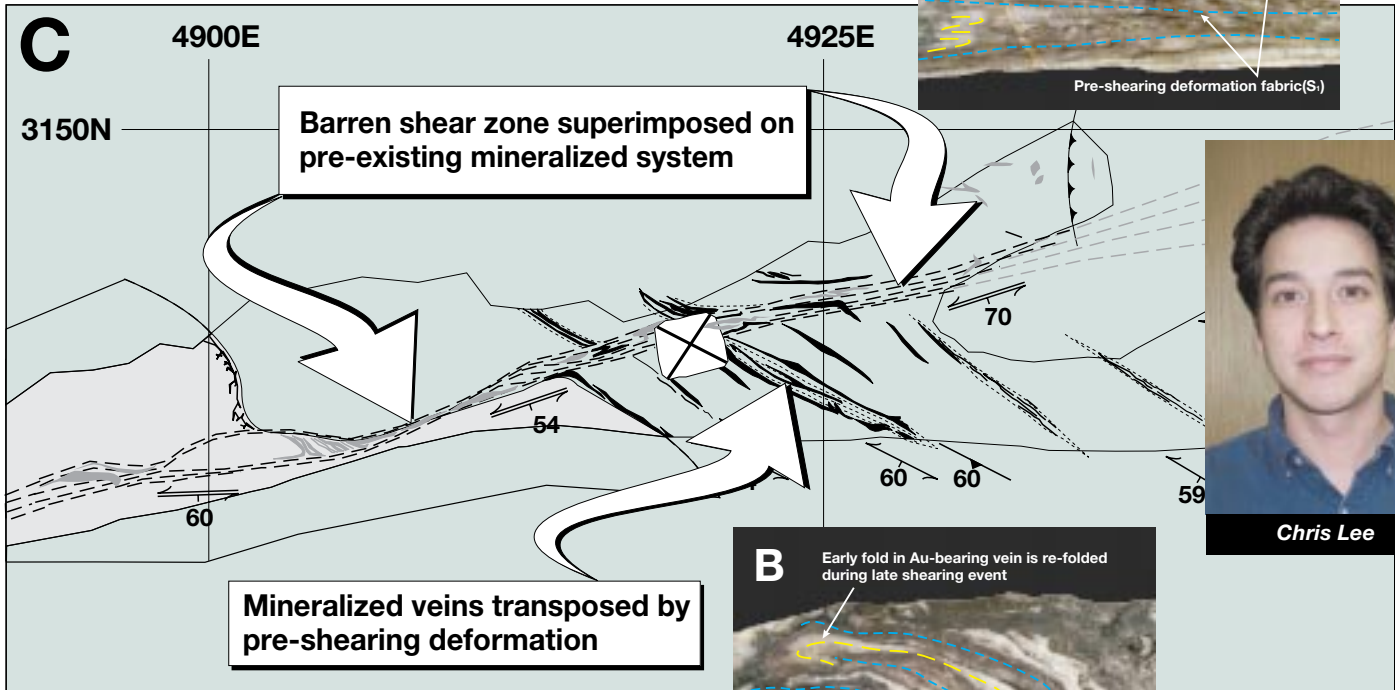 C
4900E
4925E
Pre-shearing deformation fabric(S₁)
3150N
Barren shear zone superimposed on
pre-existing mineralized system
70
54
60
60
60
59
Chris Lee
B
Early fold in Au-bearing vein is re-folded
during late shearing event
Mineralized veins transposed by
pre-shearing deformation